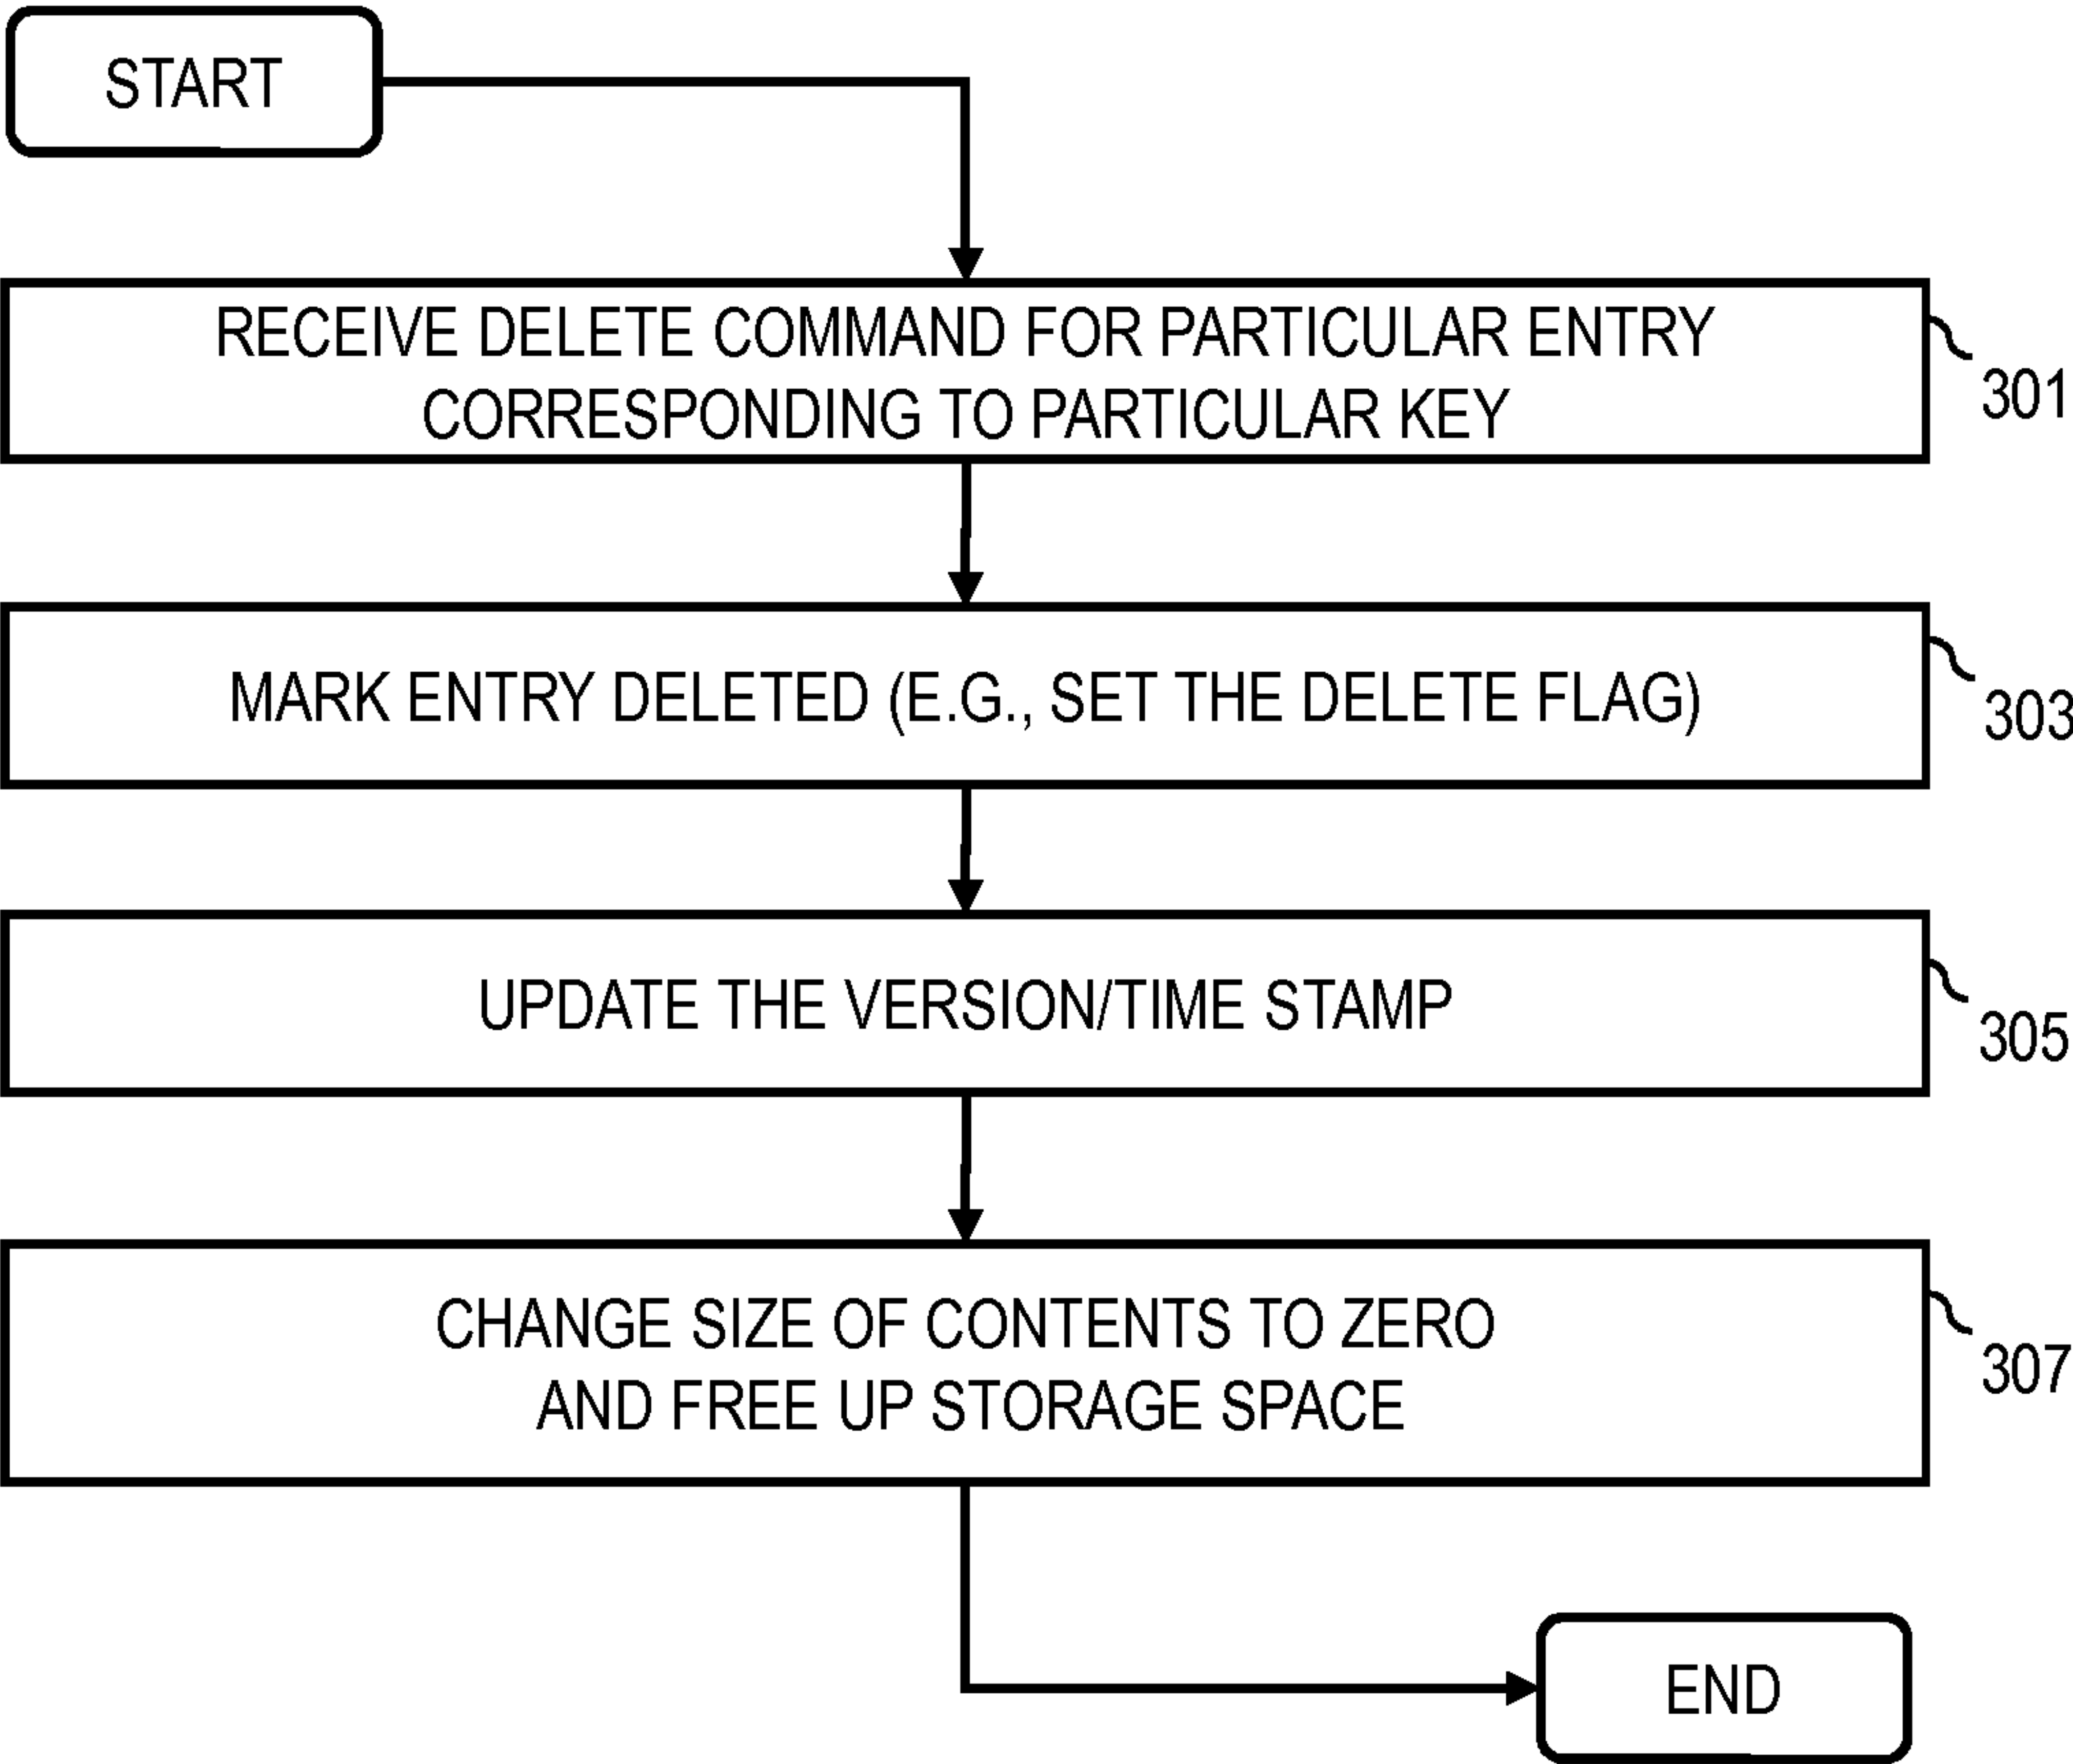 START
RECEIVE DELETE COMMAND FOR PARTICULAR ENTRY
CORRESPONDING TO PARTICULAR KEY
301
MARK ENTRY DELETED (E.G., SET THE DELETE FLAG)
303
UPDATE THE VERSION/TIME STAMP
305
CHANGE SIZE OF CONTENTS TO ZERO
AND FREE UP STORAGE SPACE
307
END